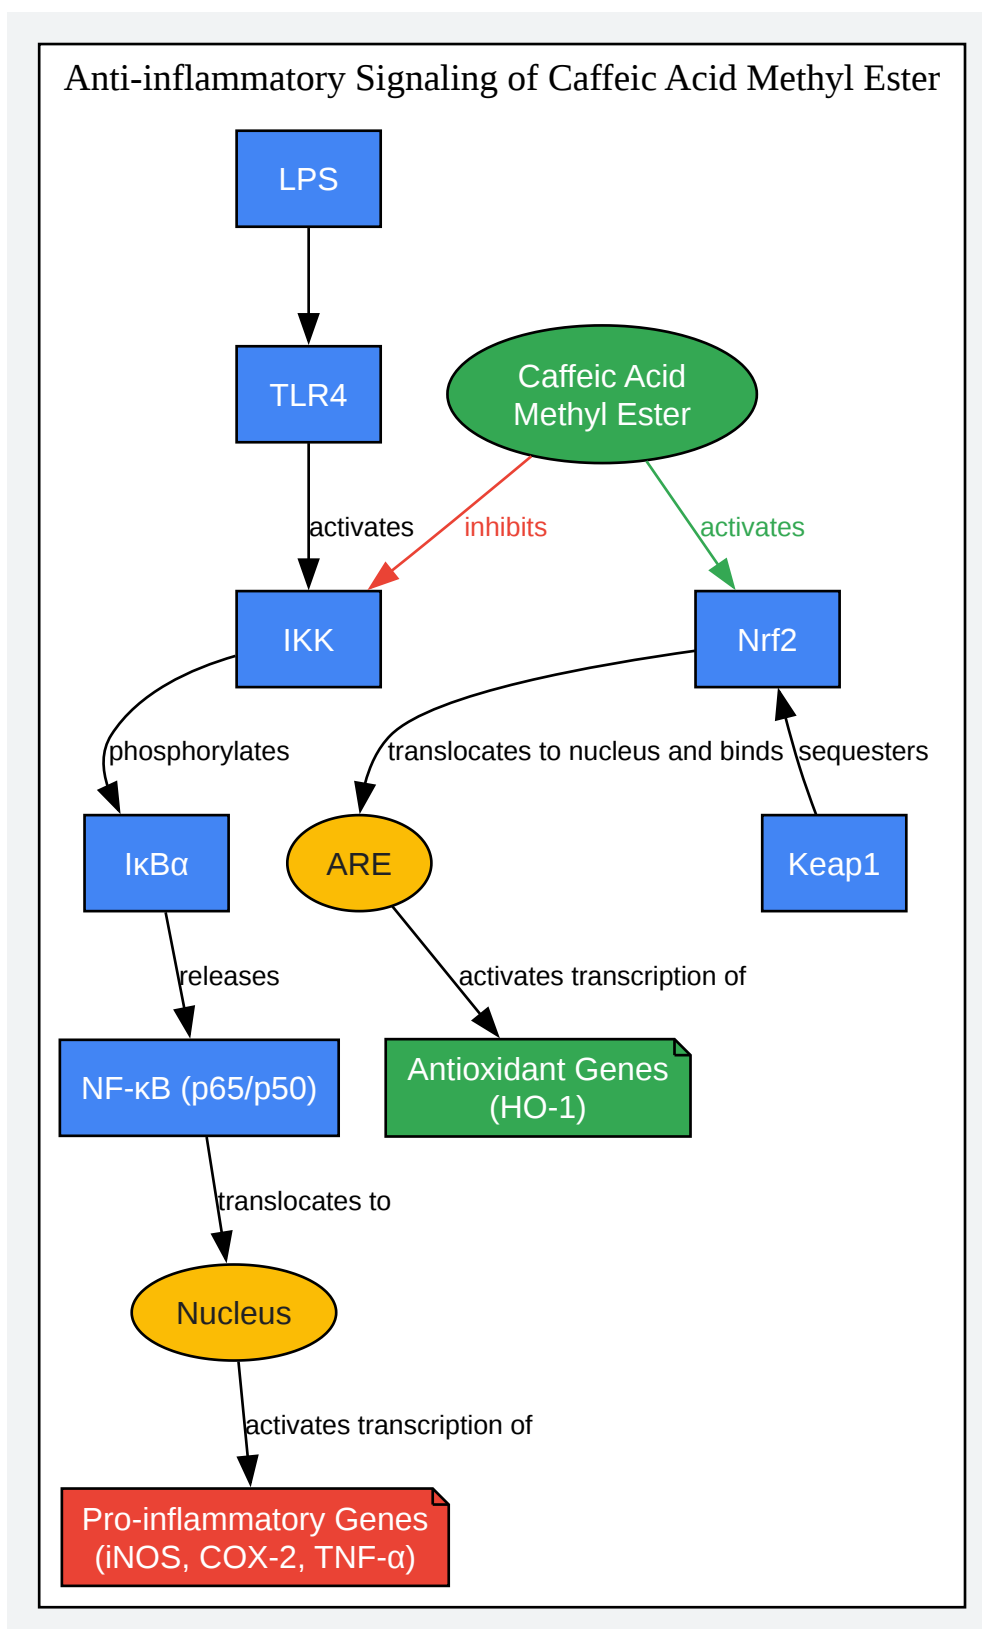 Anti-inflammatory Signaling of Caffeic Acid Methyl Ester
LPS
TLR4
Caffeic Acid
Methyl Ester
activates
inhibits
activates
IKK
Nrf2
phosphorylates
translocates to nucleus and binds
sequesters
IκBα
ARE
Keap1
releases
activates transcription of
NF-κB (p65/p50)
Antioxidant Genes
(HO-1)
translocates to
Nucleus
activates transcription of
Pro-inflammatory Genes
(iNOS, COX-2, TNF-α)